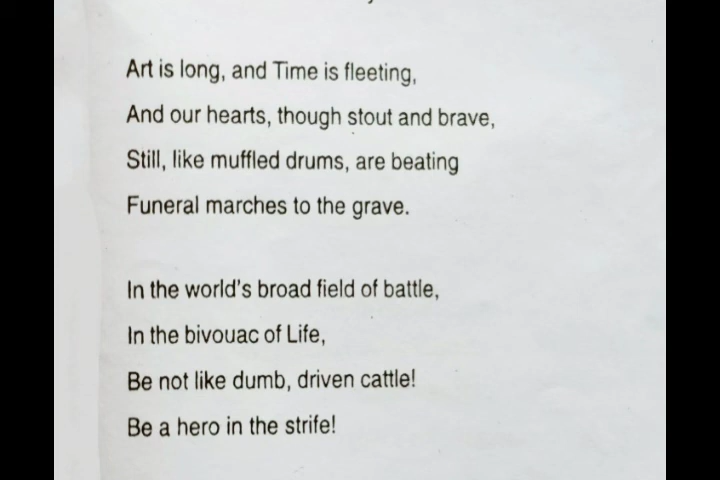 Art is long, and Time is fleeting,
And our hearts, though stout and brave,
Still, like muffled drums, are beating
Funeral marches to the grave.
In the world's broad field of battle,
In the bivouac of Life,
Be not like dumb, driven cattle!
Be a hero in the strife!